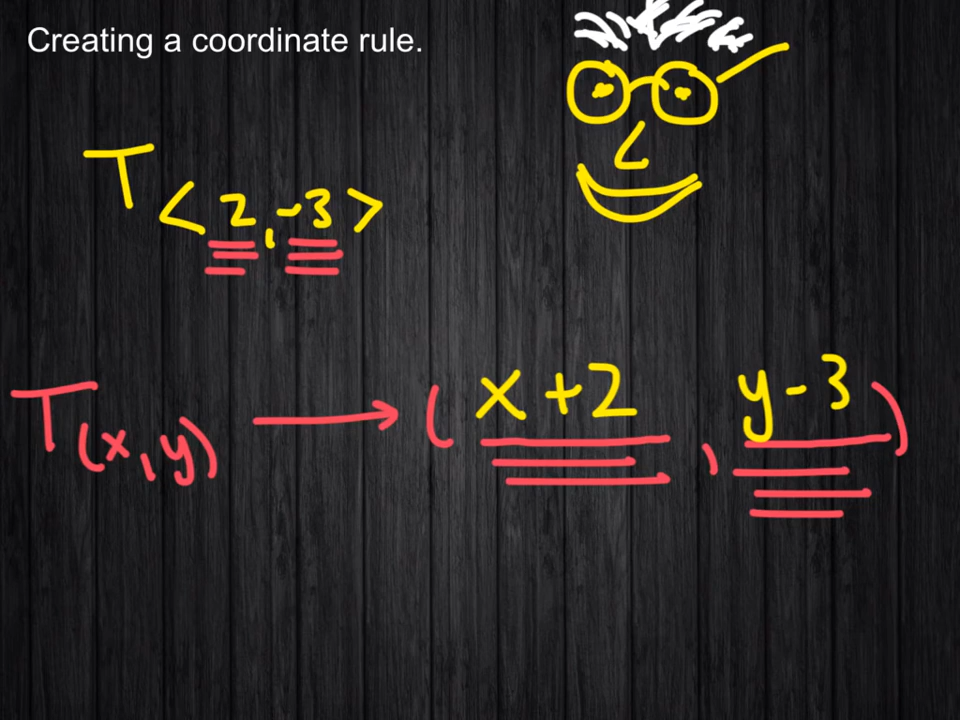 Creating a coordinate rule.
T<2,-3>
T(x,y) → (x+2, y-3)